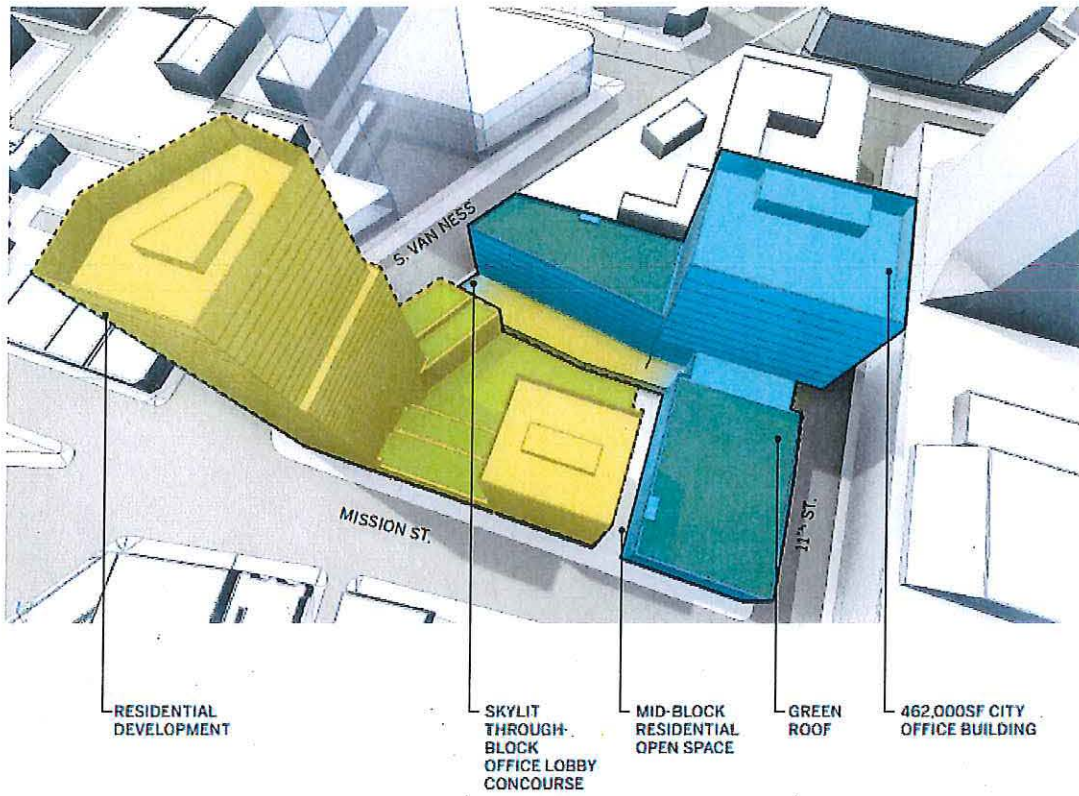 S. VAN NESS
MISSION ST.
11TH ST.
RESIDENTIAL
DEVELOPMENT
SKYLIT
THROUGH-
BLOCK
OFFICE LOBBY
CONCOURSE
MID-BLOCK
RESIDENTIAL
OPEN SPACE
GREEN
ROOF
462,000SF CITY
OFFICE BUILDING